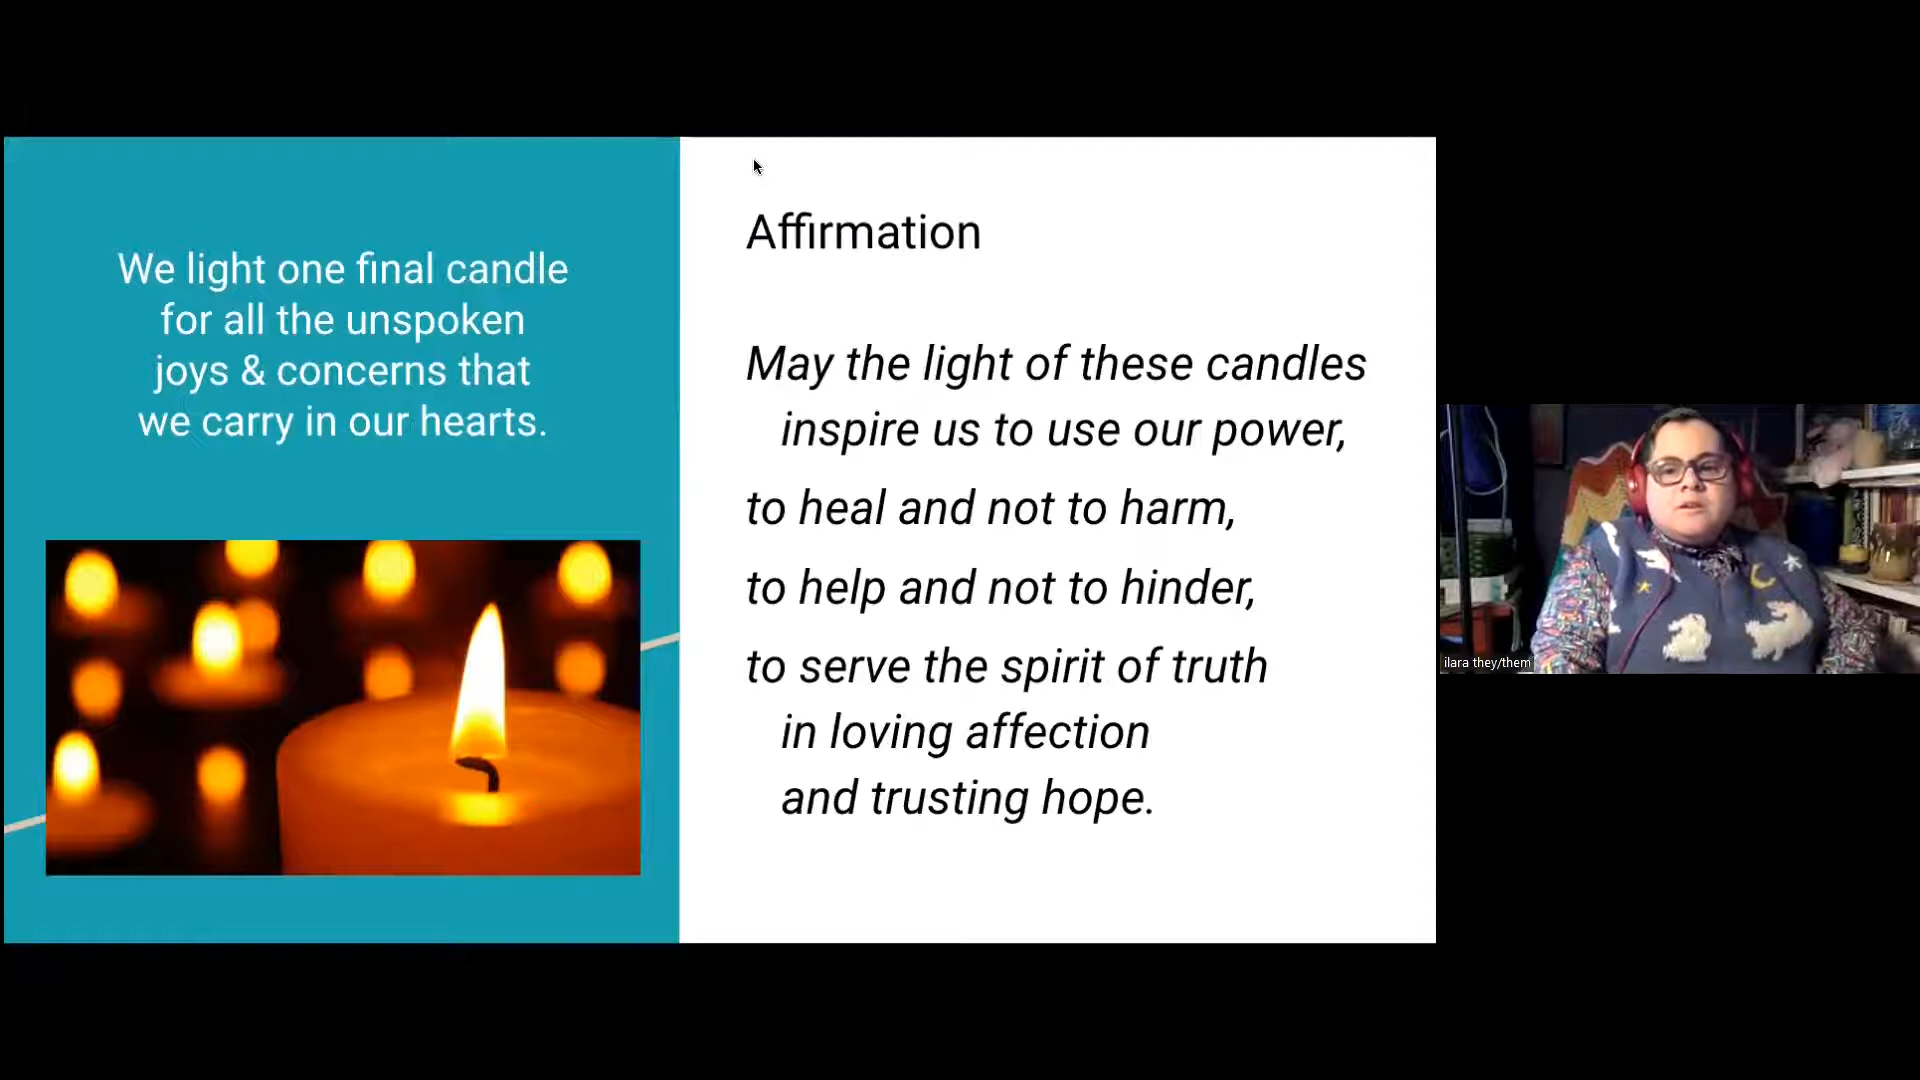 We light one final candle
for all the unspoken
joys & concerns that
we carry in our hearts.
Affirmation
May the light of these candles
inspire us to use our power,
to heal and not to harm,
to help and not to hinder,
to serve the spirit of truth
in loving affection
and trusting hope.
ilara they/them